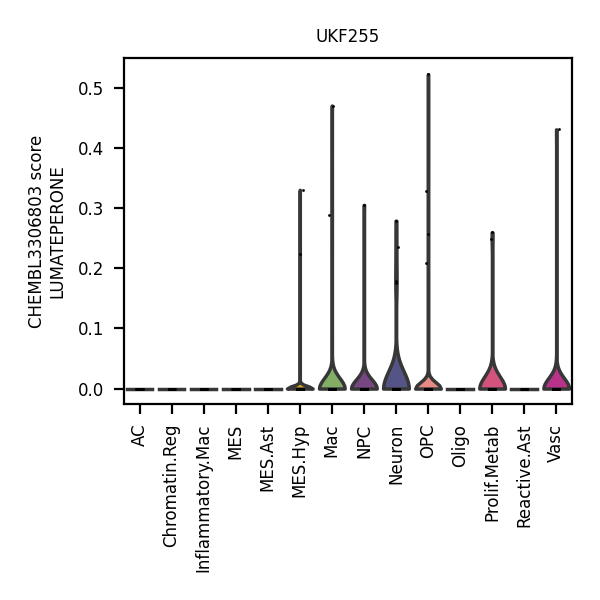 UKF255
CHEMBL3306803 score
LUMATEPERONE
0.5
0.4
0.3
0.2
0.1
0.0
AC
Chromatin.Reg
Inflammatory.Mac
MES
MES.Ast
MES.Hyp
Mac
NPC
Neuron
OPC
Oligo
Prolif.Metab
Reactive.Ast
Vasc